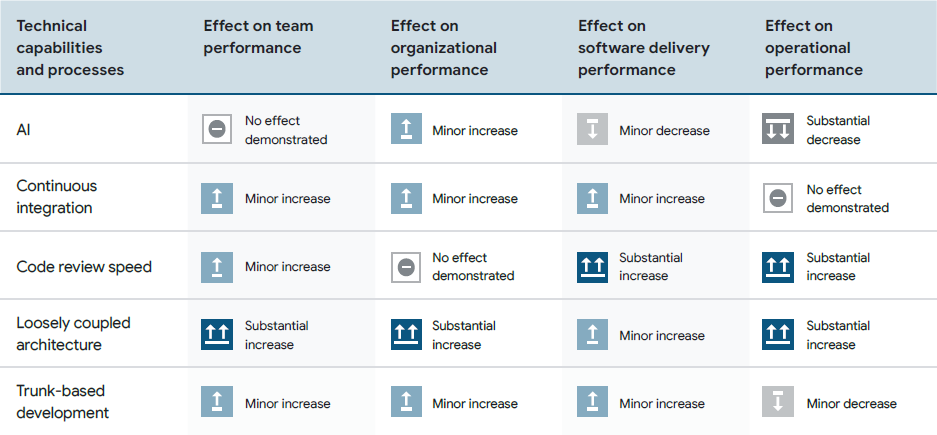 Technical
capabilities
and processes
Effect on team
performance
Effect on
organizational
performance
Effect on
software delivery
performance
Effect on
operational
performance
AI
No effect
demonstrated
Minor increase
Minor decrease
Substantial
decrease
Continuous
integration
Minor increase
Minor increase
Minor increase
No effect
demonstrated
Code review speed
Minor increase
No effect
demonstrated
Substantial
increase
Substantial
increase
Loosely coupled
architecture
Substantial
increase
Substantial
increase
Minor increase
Substantial
increase
Trunk-based
development
Minor increase
Minor increase
Minor increase
Minor decrease